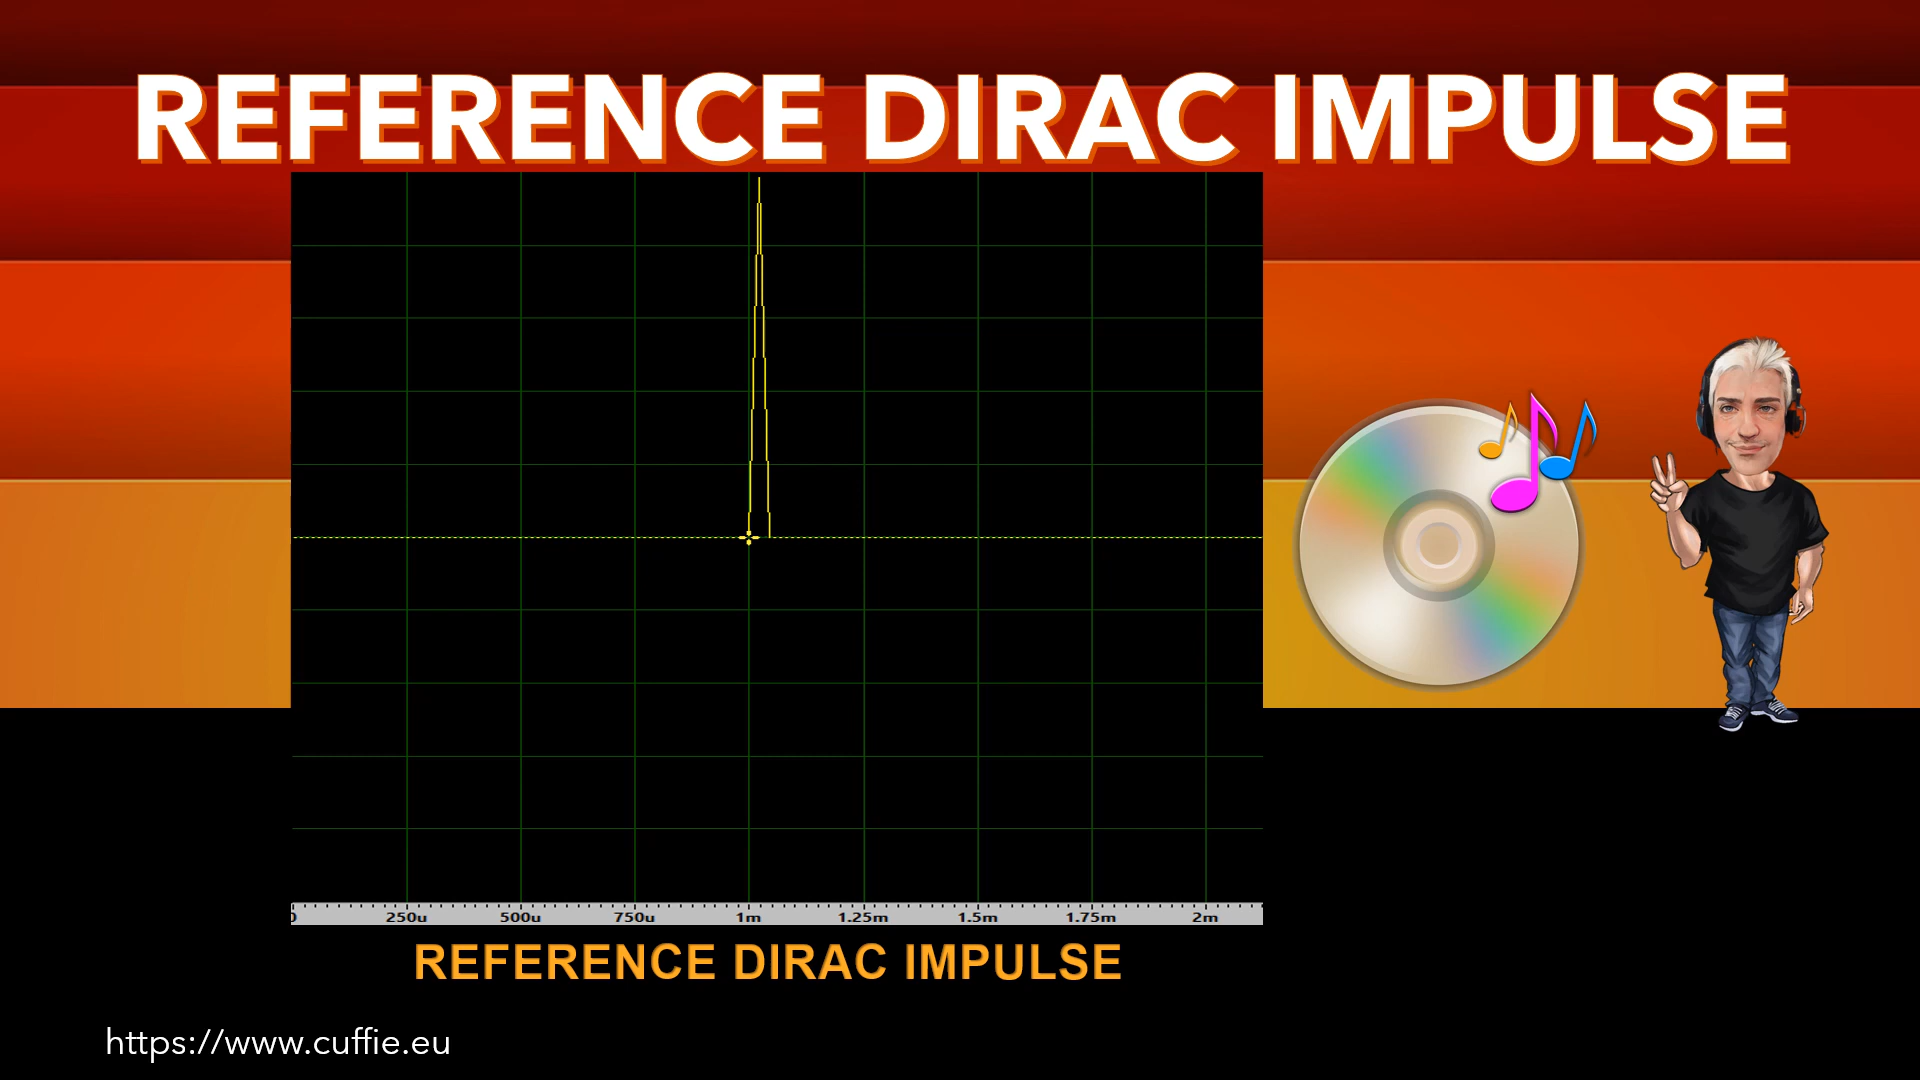 REFERENCE DIRAC IMPULSE
0 250u 500u 750u 1m 1.25m 1.5m 1.75m 2m
REFERENCE DIRAC IMPULSE
https://www.cuffie.eu